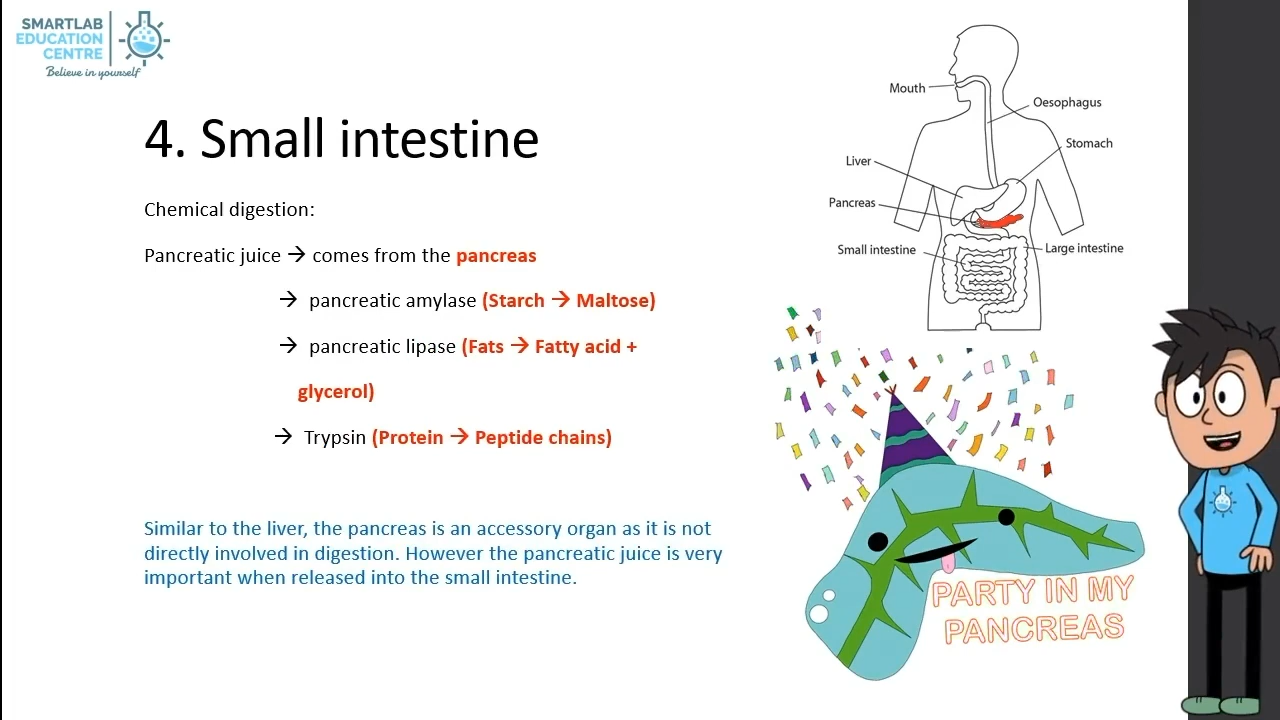 SMARTLAB
EDUCATION
CENTRE
Believe in yourself
4. Small intestine
Chemical digestion:
Pancreatic juice → comes from the pancreas
→ pancreatic amylase (Starch → Maltose)
→ pancreatic lipase (Fats → Fatty acid +
glycerol)
→ Trypsin (Protein → Peptide chains)
Similar to the liver, the pancreas is an accessory organ as it is not
directly involved in digestion. However the pancreatic juice is very
important when released into the small intestine.
Mouth
Oesophagus
Stomach
Liver
Pancreas
Small intestine
Large intestine
PARTY IN MY
PANCREAS